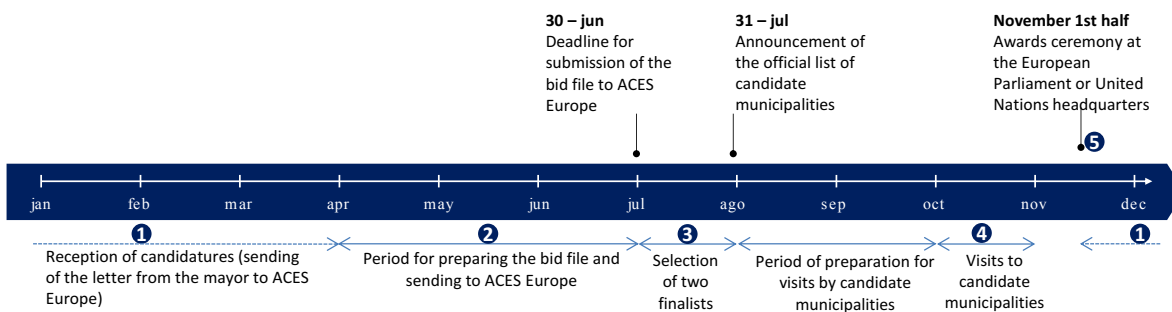 30 – jun
Deadline for
submission of the
bid file to ACES
Europe
31 – jul
Announcement of
the official list of
candidate
municipalities
November 1st half
Awards ceremony at
the European
Parliament or United
Nations headquarters
5
jan feb mar apr may jun jul ago sep oct nov dec
1 2 3 4 1
Reception of candidatures (sending
of the letter from the mayor to ACES
Europe)
Period for preparing the bid file and
sending to ACES Europe
Selection
of two
finalists
Period of preparation for
visits by candidate
municipalities
Visits to
candidate
municipalities